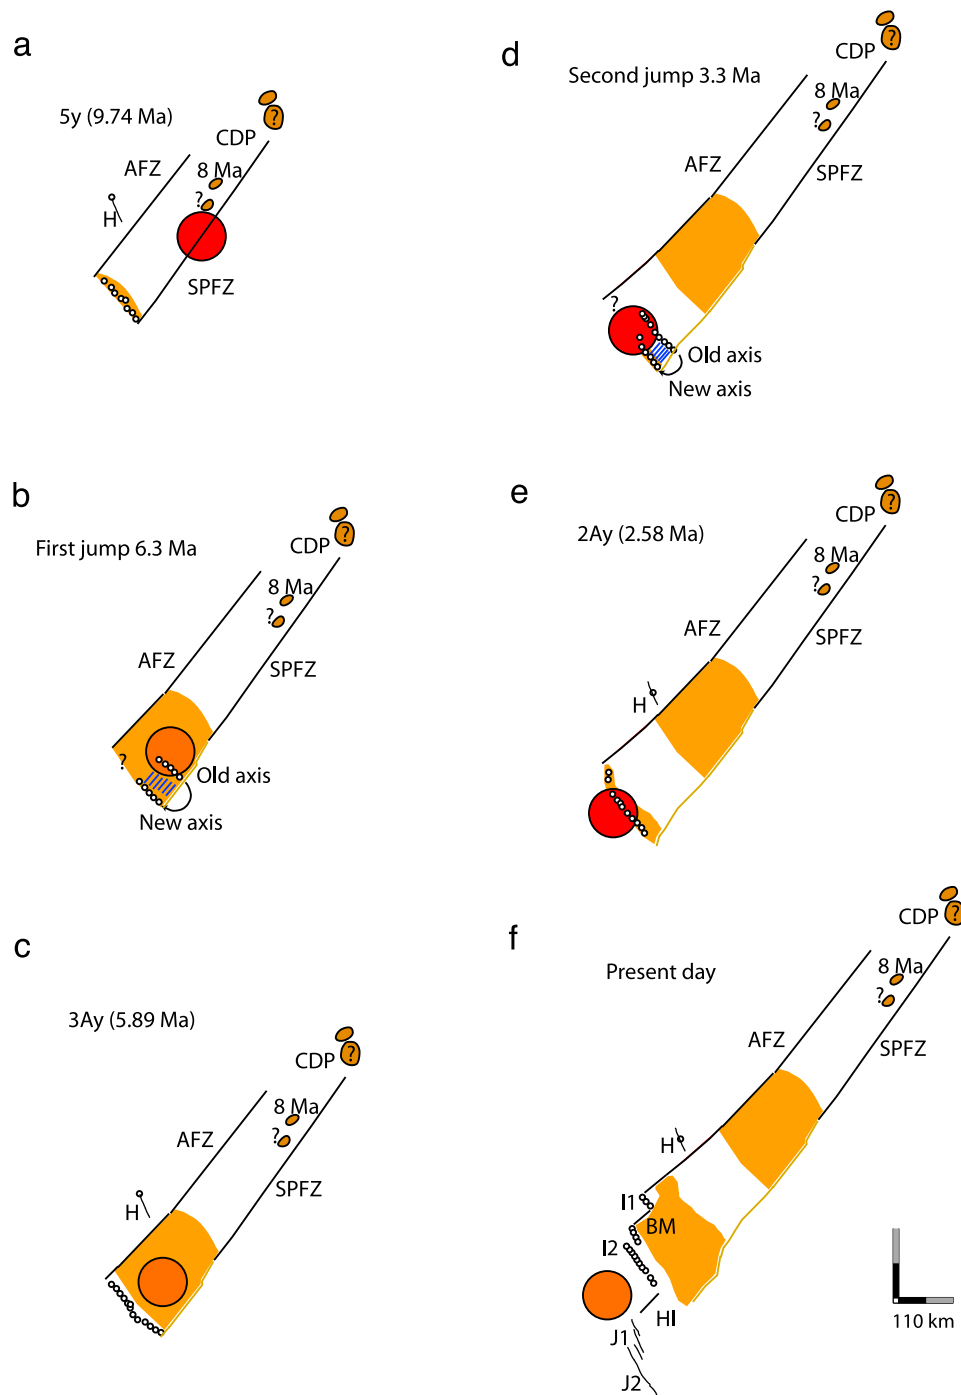 a
5y (9.74 Ma)
CDP
?
AFZ
8 Ma
?
H
SPFZ
b
First jump 6.3 Ma
CDP
?
8 Ma
?
AFZ
SPFZ
?
Old axis
New axis
c
3Ay (5.89 Ma)
CDP
?
8 Ma
?
AFZ
SPFZ
H
d
Second jump 3.3 Ma
CDP
?
8 Ma
?
AFZ
SPFZ
?
Old axis
New axis
e
2Ay (2.58 Ma)
CDP
?
8 Ma
?
AFZ
SPFZ
H
f
Present day
CDP
?
8 Ma
?
AFZ
SPFZ
H
I1
BM
I2
HI
J1
J2
110 km